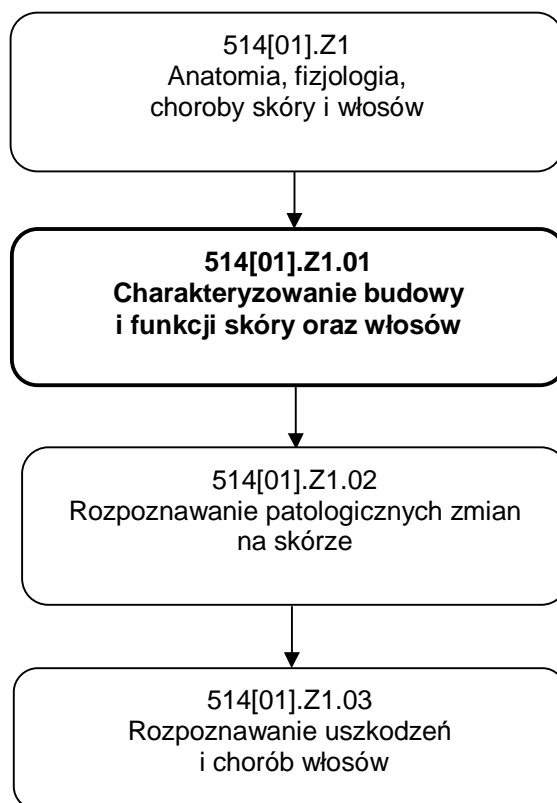 514[01].Z1
Anatomia, fizjologia,
choroby skóry i włosów
514[01].Z1.01
Charakteryzowanie budowy
i funkcji skóry oraz włosów
514[01].Z1.02
Rozpoznawanie patologicznych zmian
na skórze
514[01].Z1.03
Rozpoznawanie uszkodzeń
i chorób włosów